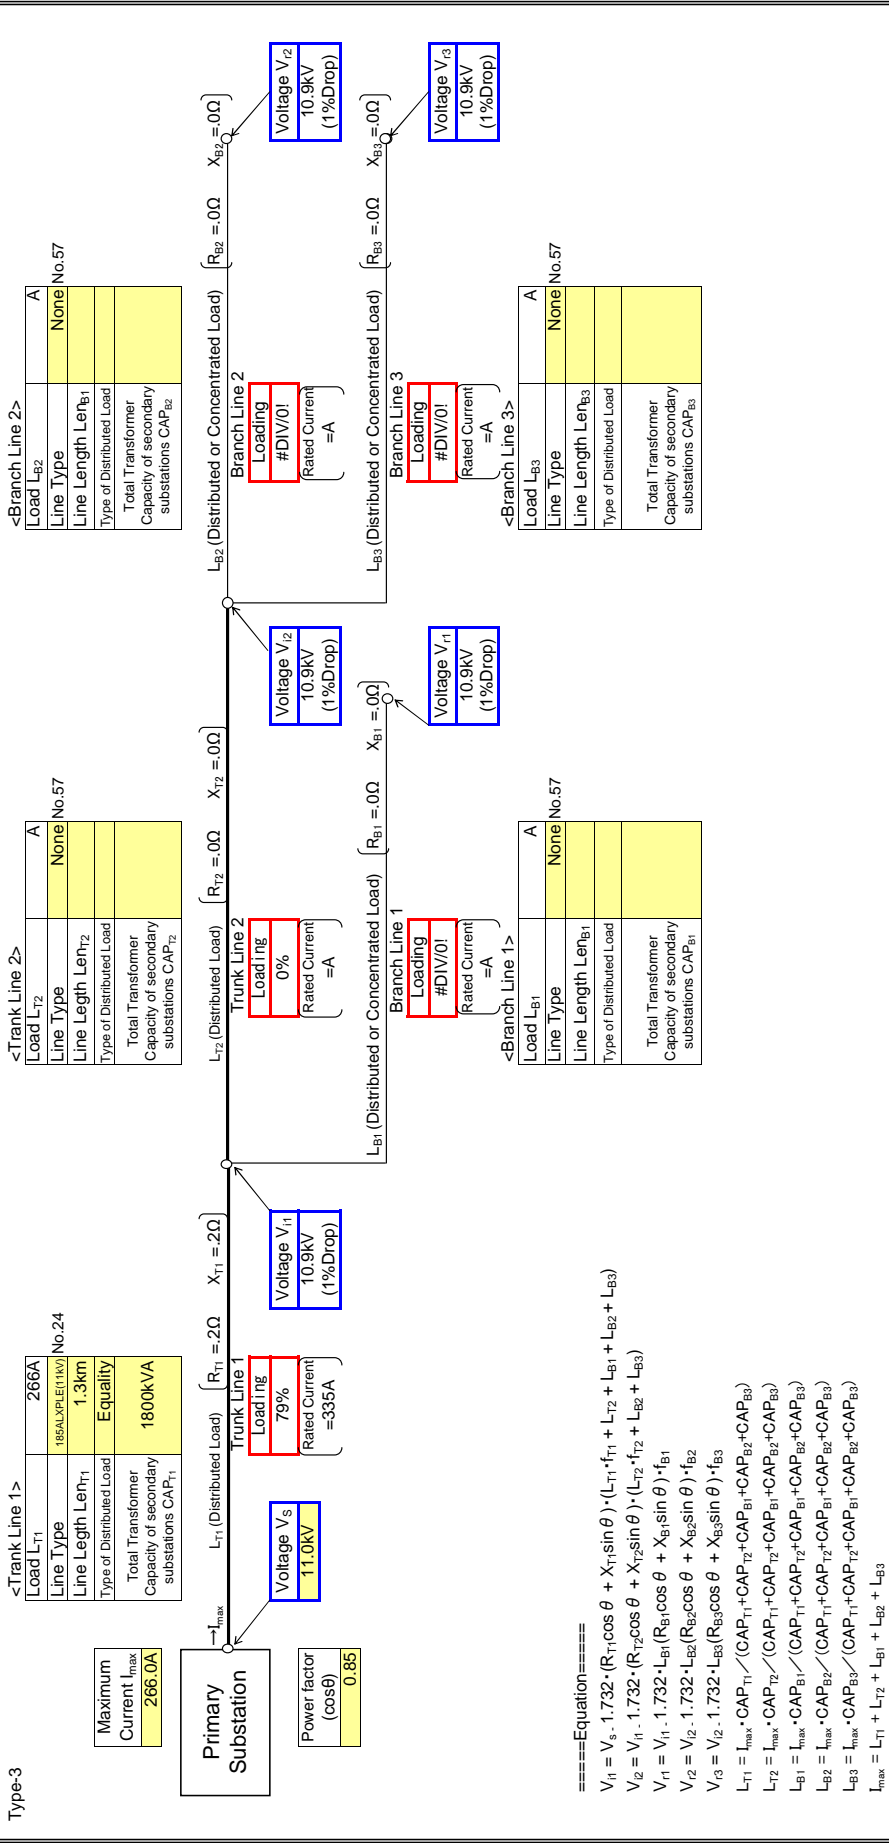 Type-3
Maximum
Current Imax
266.0A
Primary
Substation
Power factor
(cosθ)
0.85
→Imax
Voltage VS
11.0kV
<Trank Line 1>
Load LT1 266A
Line Type 185ALXPLE(11kV) No.24
Line Legth LenT1 1.3km
Type of Distributed Load Equality
Total Transformer
Capacity of secondary
substations CAPT1
1800kVA
LT1 (Distributed Load) RT1 =.2Ω XT1 =.2Ω
Trunk Line 1
Loading
79%
Rated Current
=335A
Voltage Vi1
10.9kV
(1%Drop)
<Trank Line 2>
Load LT2 A
Line Type None No.57
Line Legth LenT2
Type of Distributed Load
Total Transformer
Capacity of secondary
substations CAPT2
LT2 (Distributed Load) RT2 =.0Ω XT2 =.0Ω
Trunk Line 2
Loading
0%
Rated Current
=A
Voltage Vi2
10.9kV
(1%Drop)
LB1 (Distributed or Concentrated Load) RB1 =.0Ω XB1 =.0Ω
Branch Line 1
Loading
#DIV/0!
Rated Current
=A
Voltage Vr1
10.9kV
(1%Drop)
<Branch Line 1>
Load LB1 A
Line Type None No.57
Line Length LenB1
Type of Distributed Load
Total Transformer
Capacity of secondary
substations CAPB1
<Branch Line 2>
Load LB2 A
Line Type None No.57
Line Length LenB1
Type of Distributed Load
Total Transformer
Capacity of secondary
substations CAPB2
LB2 (Distributed or Concentrated Load) RB2 =.0Ω XB2 =.0Ω
Branch Line 2
Loading
#DIV/0!
Rated Current
=A
Voltage Vr2
10.9kV
(1%Drop)
LB3 (Distributed or Concentrated Load) RB3 =.0Ω XB3 =.0Ω
Branch Line 3
Loading
#DIV/0!
Rated Current
=A
Voltage Vr3
10.9kV
(1%Drop)
<Branch Line 3>
Load LB3 A
Line Type None No.57
Line Length LenB3
Type of Distributed Load
Total Transformer
Capacity of secondary
substations CAPB3
=====Equation=====
Vi1 = Vs - 1.732・(RT1cos θ + XT1sin θ)・(LT1・fT1 + LT2 + LB1 + LB2 + LB3)
Vi2 = Vi1 - 1.732・(RT2cos θ + XT2sin θ)・(LT2・fT2 + LB2 + LB3)
Vr1 = Vi1 - 1.732・LB1(RB1cos θ + XB1sin θ)・fB1
Vr2 = Vi2 - 1.732・LB2(RB2cos θ + XB2sin θ)・fB2
Vr3 = Vi2 - 1.732・LB3(RB3cos θ + XB3sin θ)・fB3
LT1 = Imax・CAPT1／(CAPT1+CAPT2+CAPB1+CAPB2+CAPB3)
LT2 = Imax・CAPT2／(CAPT1+CAPT2+CAPB1+CAPB2+CAPB3)
LB1 = Imax・CAPB1／(CAPT1+CAPT2+CAPB1+CAPB2+CAPB3)
LB2 = Imax・CAPB2／(CAPT1+CAPT2+CAPB1+CAPB2+CAPB3)
LB3 = Imax・CAPB3／(CAPT1+CAPT2+CAPB1+CAPB2+CAPB3)
Imax = LT1 + LT2 + LB1 + LB2 + LB3